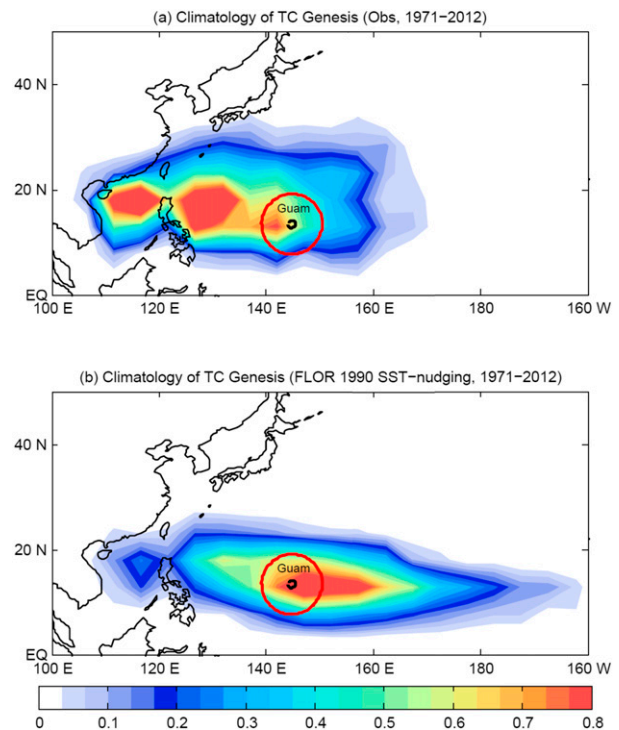 (a) Climatology of TC Genesis (Obs, 1971−2012)
40 N
20 N
EQ
Guam
100 E 120 E 140 E 160 E 180 160 W
(b) Climatology of TC Genesis (FLOR 1990 SST−nudging, 1971−2012)
40 N
20 N
EQ
Guam
100 E 120 E 140 E 160 E 180 160 W
0 0.1 0.2 0.3 0.4 0.5 0.6 0.7 0.8